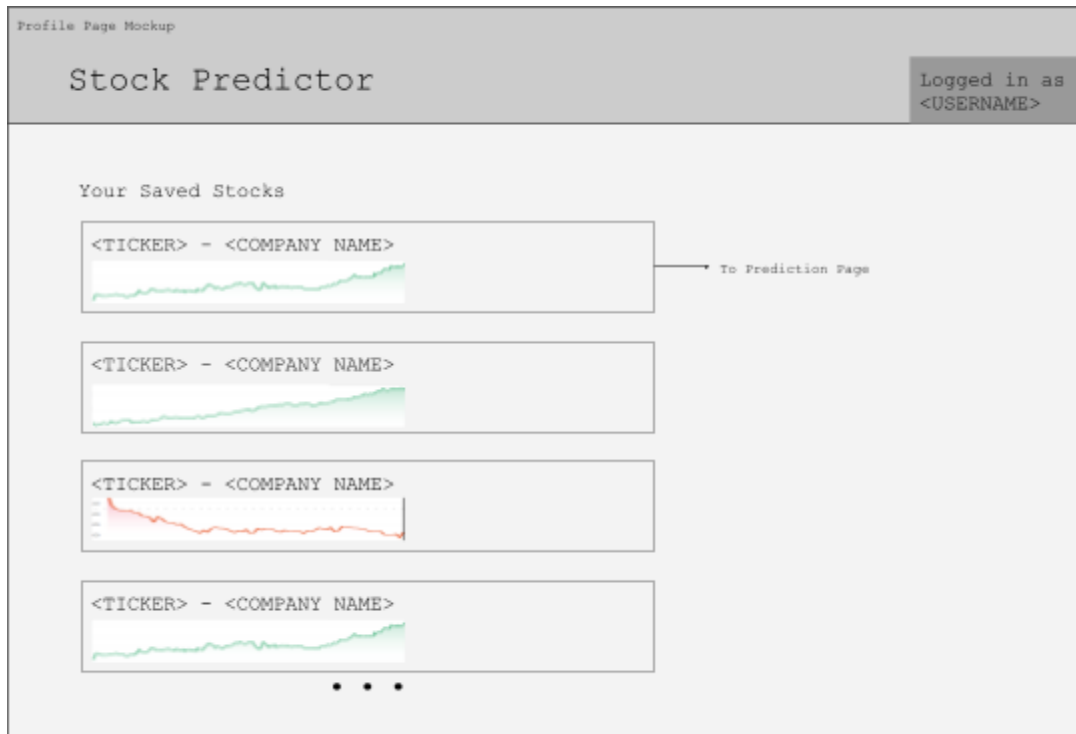 Profile Page Mockup
Stock Predictor
Logged in as
<USERNAME>
Your Saved Stocks
<TICKER> - <COMPANY NAME>
To Prediction Page
<TICKER> - <COMPANY NAME>
<TICKER> - <COMPANY NAME>
<TICKER> - <COMPANY NAME>